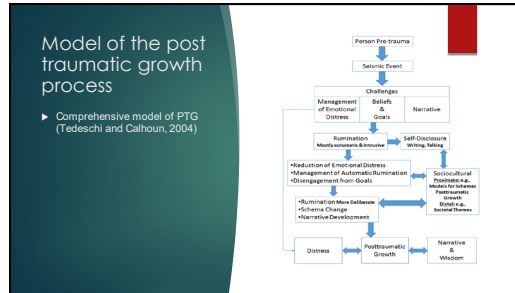 Model of the post
traumatic growth
process
Comprehensive model of PTG
(Tedeschi and Calhoun, 2004)
Person Pre-trauma
Seismic Event
Challenges
Management
of Emotional
Distress
Beliefs
&
Goals
Narrative
Rumination
Mostly automatic & Intrusive
Self-Disclosure
Writing, Talking
•Reduction of Emotional Distress
•Management of Automatic Rumination
•Disengagement from Goals
Sociocultural
Proximate: e.g.,
Models for Schemas
Posttraumatic
Growth
Distal: e.g.,
Societal Themes
•Rumination More Deliberate
•Schema Change
•Narrative Development
Distress
Posttraumatic
Growth
Narrative
&
Wisdom